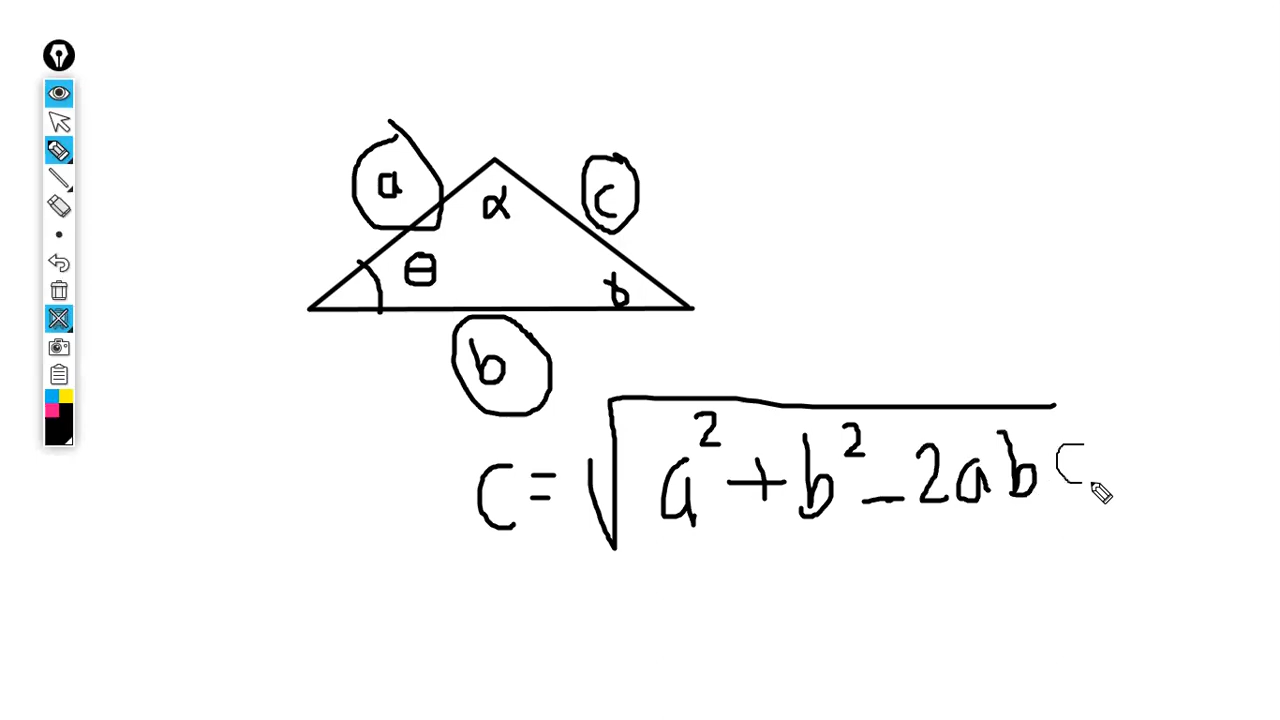 a
c
α
θ
b
b
c = √a² + b² - 2ab c